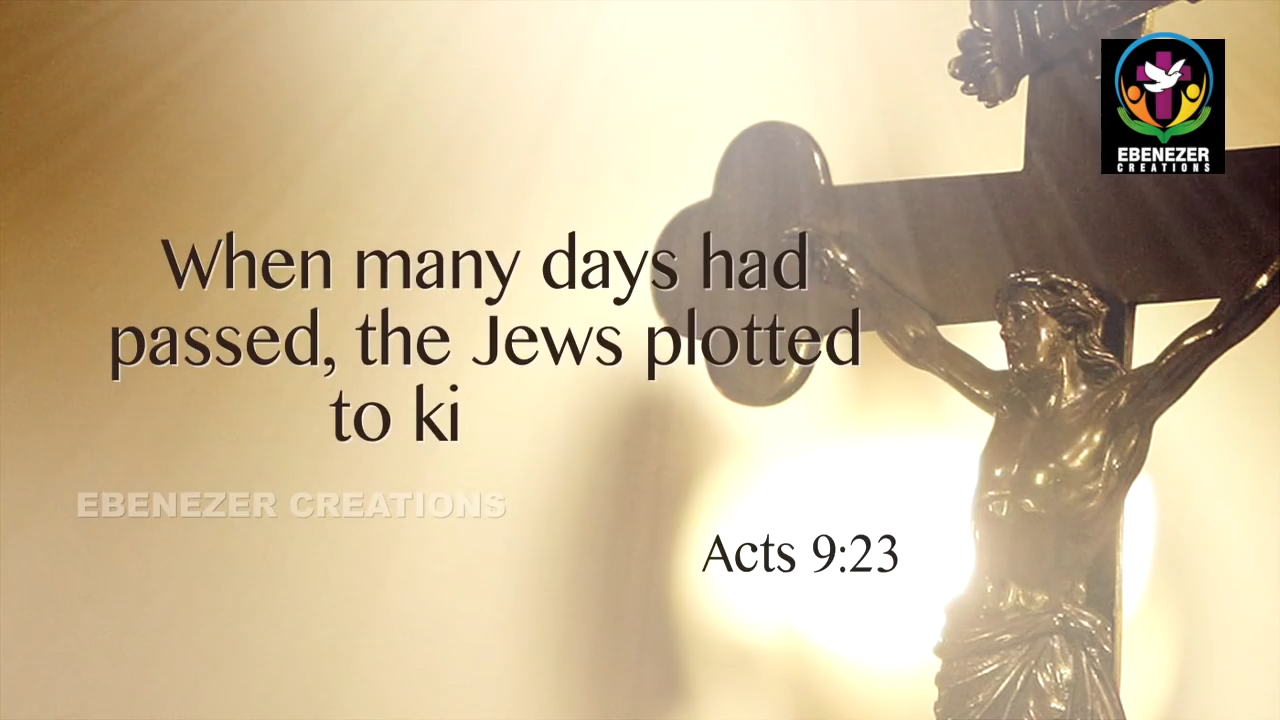 EBENEZER
CREATIONS
When many days had
passed, the Jews plotted
to ki
EBENEZER CREATIONS
Acts 9:23